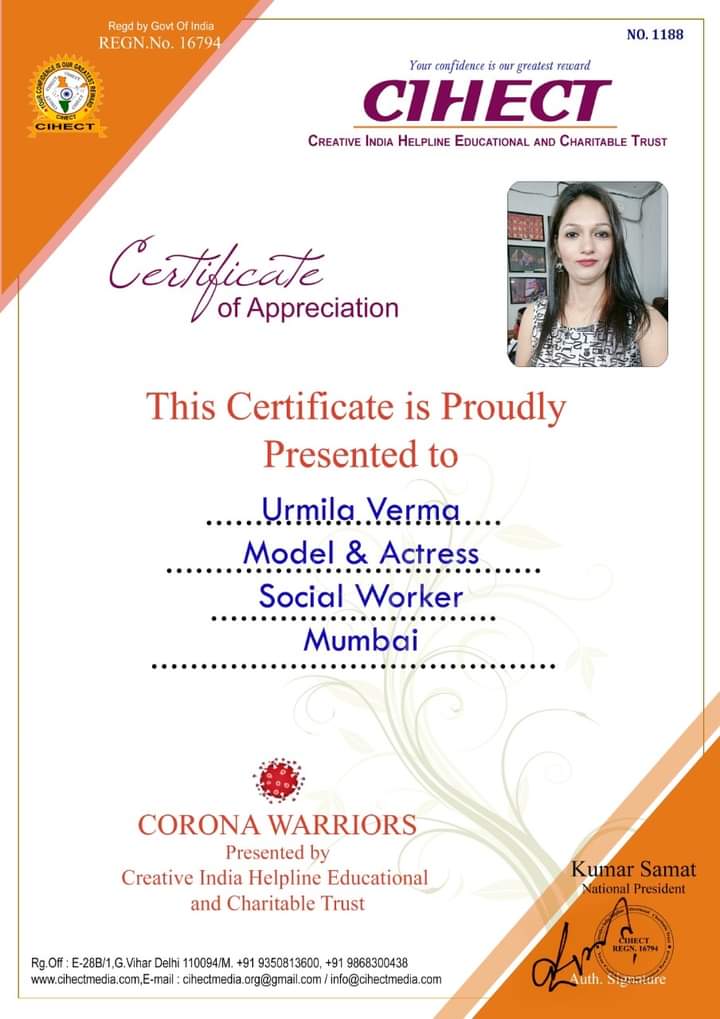 Regd by Govt Of India
REGN.No. 16794
NO. 1188
YOUR CONFIDENCE IS OUR GREATEST REWARD
CIHECT
CIHECT
Your confidence is our greatest reward
CIHECT
CREATIVE INDIA HELPLINE EDUCATIONAL AND CHARITABLE TRUST
Certificate
of Appreciation
This Certificate is Proudly
Presented to
Urmila Verma
Model & Actress
Social Worker
Mumbai
CORONA WARRIORS
Presented by
Creative India Helpline Educational
and Charitable Trust
Kumar Samat
National President
CIHECT
REGN. 16794
Auth. Signature
Rg.Off : E-28B/1,G.Vihar Delhi 110094/M. +91 9350813600, +91 9868300438
www.cihectmedia.com,E-mail : cihectmedia.org@gmail.com / info@cihectmedia.com